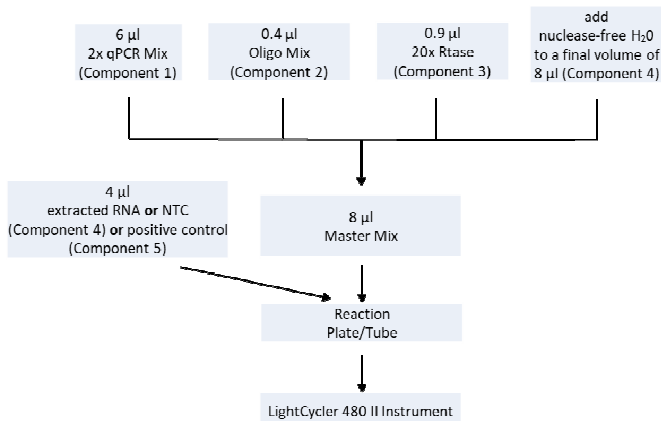 6 µl
2x qPCR Mix
(Component 1)
0.4 µl
Oligo Mix
(Component 2)
0.9 µl
20x Rtase
(Component 3)
add
nuclease-free H₂0
to a final volume of
8 µl (Component 4)
4 µl
extracted RNA or NTC
(Component 4) or positive control
(Component 5)
8 µl
Master Mix
Reaction
Plate/Tube
LightCycler 480 II Instrument